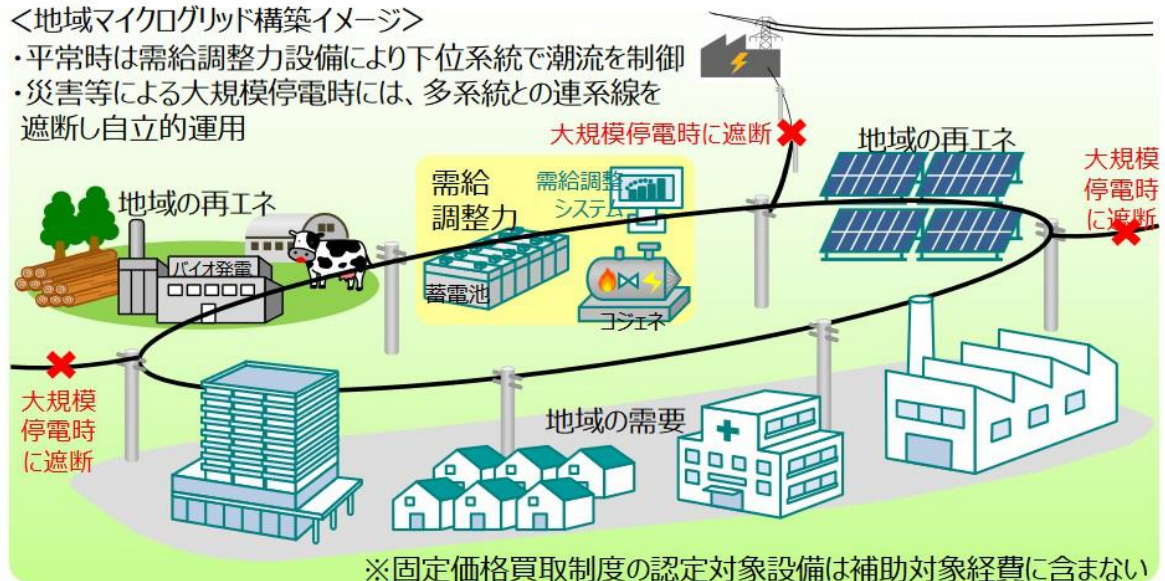 ＜地域マイクログリッド構築イメージ＞
・平常時は需給調整力設備により下位系統で潮流を制御
・災害等による大規模停電時には、多系統との連系線を
遮断し自立的運用
大規模停電時に遮断
地域の再エネ
大規模
停電時
に遮断
地域の再エネ
バイオ発電
需給
調整力
需給調整
システム
蓄電池
コジェネ
大規模
停電時
に遮断
地域の需要
※固定価格買取制度の認定対象設備は補助対象経費に含まない